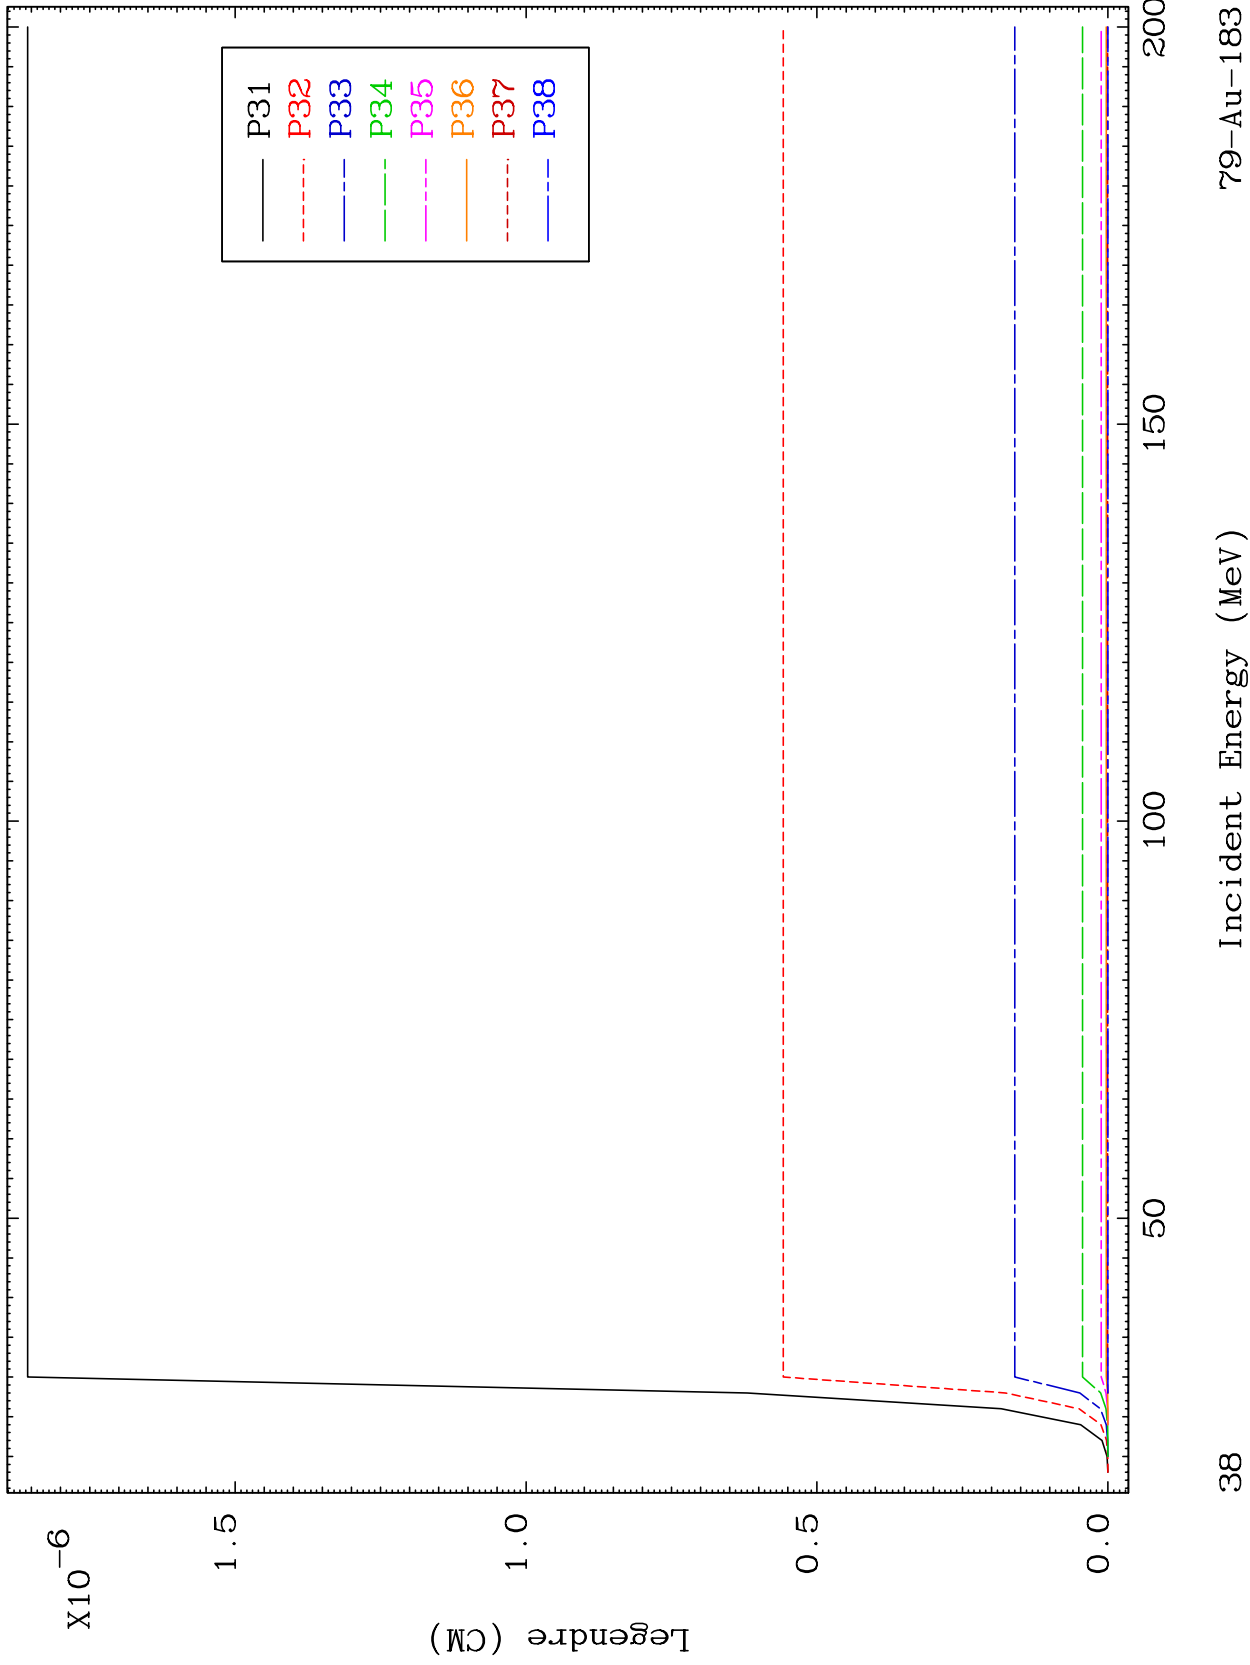 X10⁻⁶
Legendre (CM)
1.5
1.0
0.5
0.0
P31
P32
P33
P34
P35
P36
P37
P38
50
100
150
200
Incident Energy (MeV)
38
79-Au-183